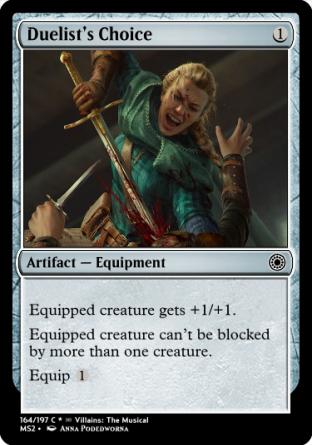 Duelist's Choice 1
Artifact — Equipment
Equipped creature gets +1/+1.
Equipped creature can't be blocked
by more than one creature.
Equip 1
164/197 C * ∞ Villains: The Musical
MS2 • Anna Podedworna